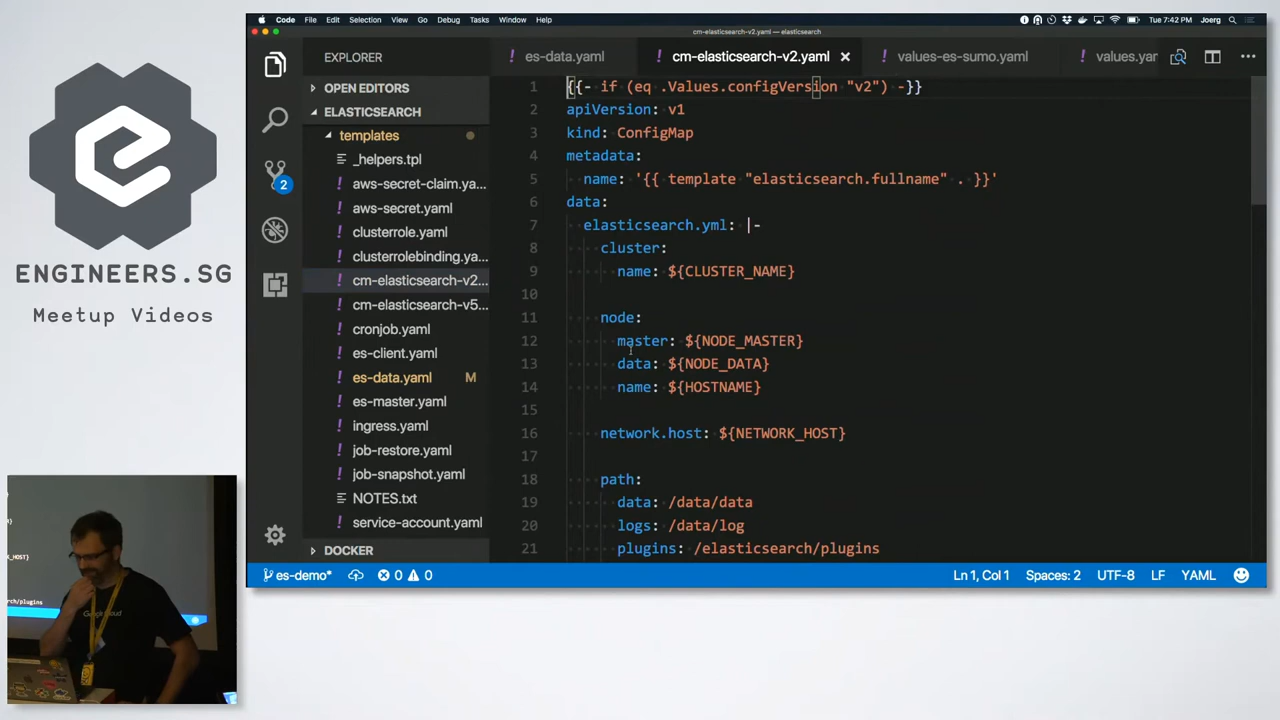 Code File Edit Selection View Go Debug Tasks Window Help Tue 7:42 PM Joerg
cm-elasticsearch-v2.yaml — elasticsearch
EXPLORER
es-data.yaml
cm-elasticsearch-v2.yaml
values-es-sumo.yaml
values.yar
OPEN EDITORS
ELASTICSEARCH
templates
_helpers.tpl
aws-secret-claim.ya...
aws-secret.yaml
clusterrole.yaml
clusterrolebinding.ya...
cm-elasticsearch-v2...
cm-elasticsearch-v5...
cronjob.yaml
es-client.yaml
es-data.yaml M
es-master.yaml
ingress.yaml
job-restore.yaml
job-snapshot.yaml
NOTES.txt
service-account.yaml
DOCKER
2
1 {{- if (eq .Values.configVersion "v2") -}}
2 apiVersion: v1
3 kind: ConfigMap
4 metadata:
5 name: '{{ template "elasticsearch.fullname" . }}'
6 data:
7 elasticsearch.yml: |-
8 cluster:
9 name: ${CLUSTER_NAME}
10
11 node:
12 master: ${NODE_MASTER}
13 data: ${NODE_DATA}
14 name: ${HOSTNAME}
15
16 network.host: ${NETWORK_HOST}
17
18 path:
19 data: /data/data
20 logs: /data/log
21 plugins: /elasticsearch/plugins
es-demo* 0 0 Ln 1, Col 1 Spaces: 2 UTF-8 LF YAML
ENGINEERS.SG
Meetup Videos
Google Cloud